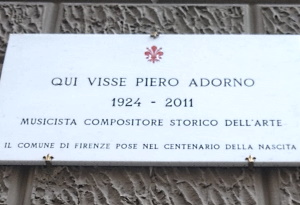 QUI VISSE PIERO ADORNO
1924 - 2011
MUSICISTA COMPOSITORE STORICO DELL'ARTE
IL COMUNE DI FIRENZE POSE NEL CENTENARIO DELLA NASCITA